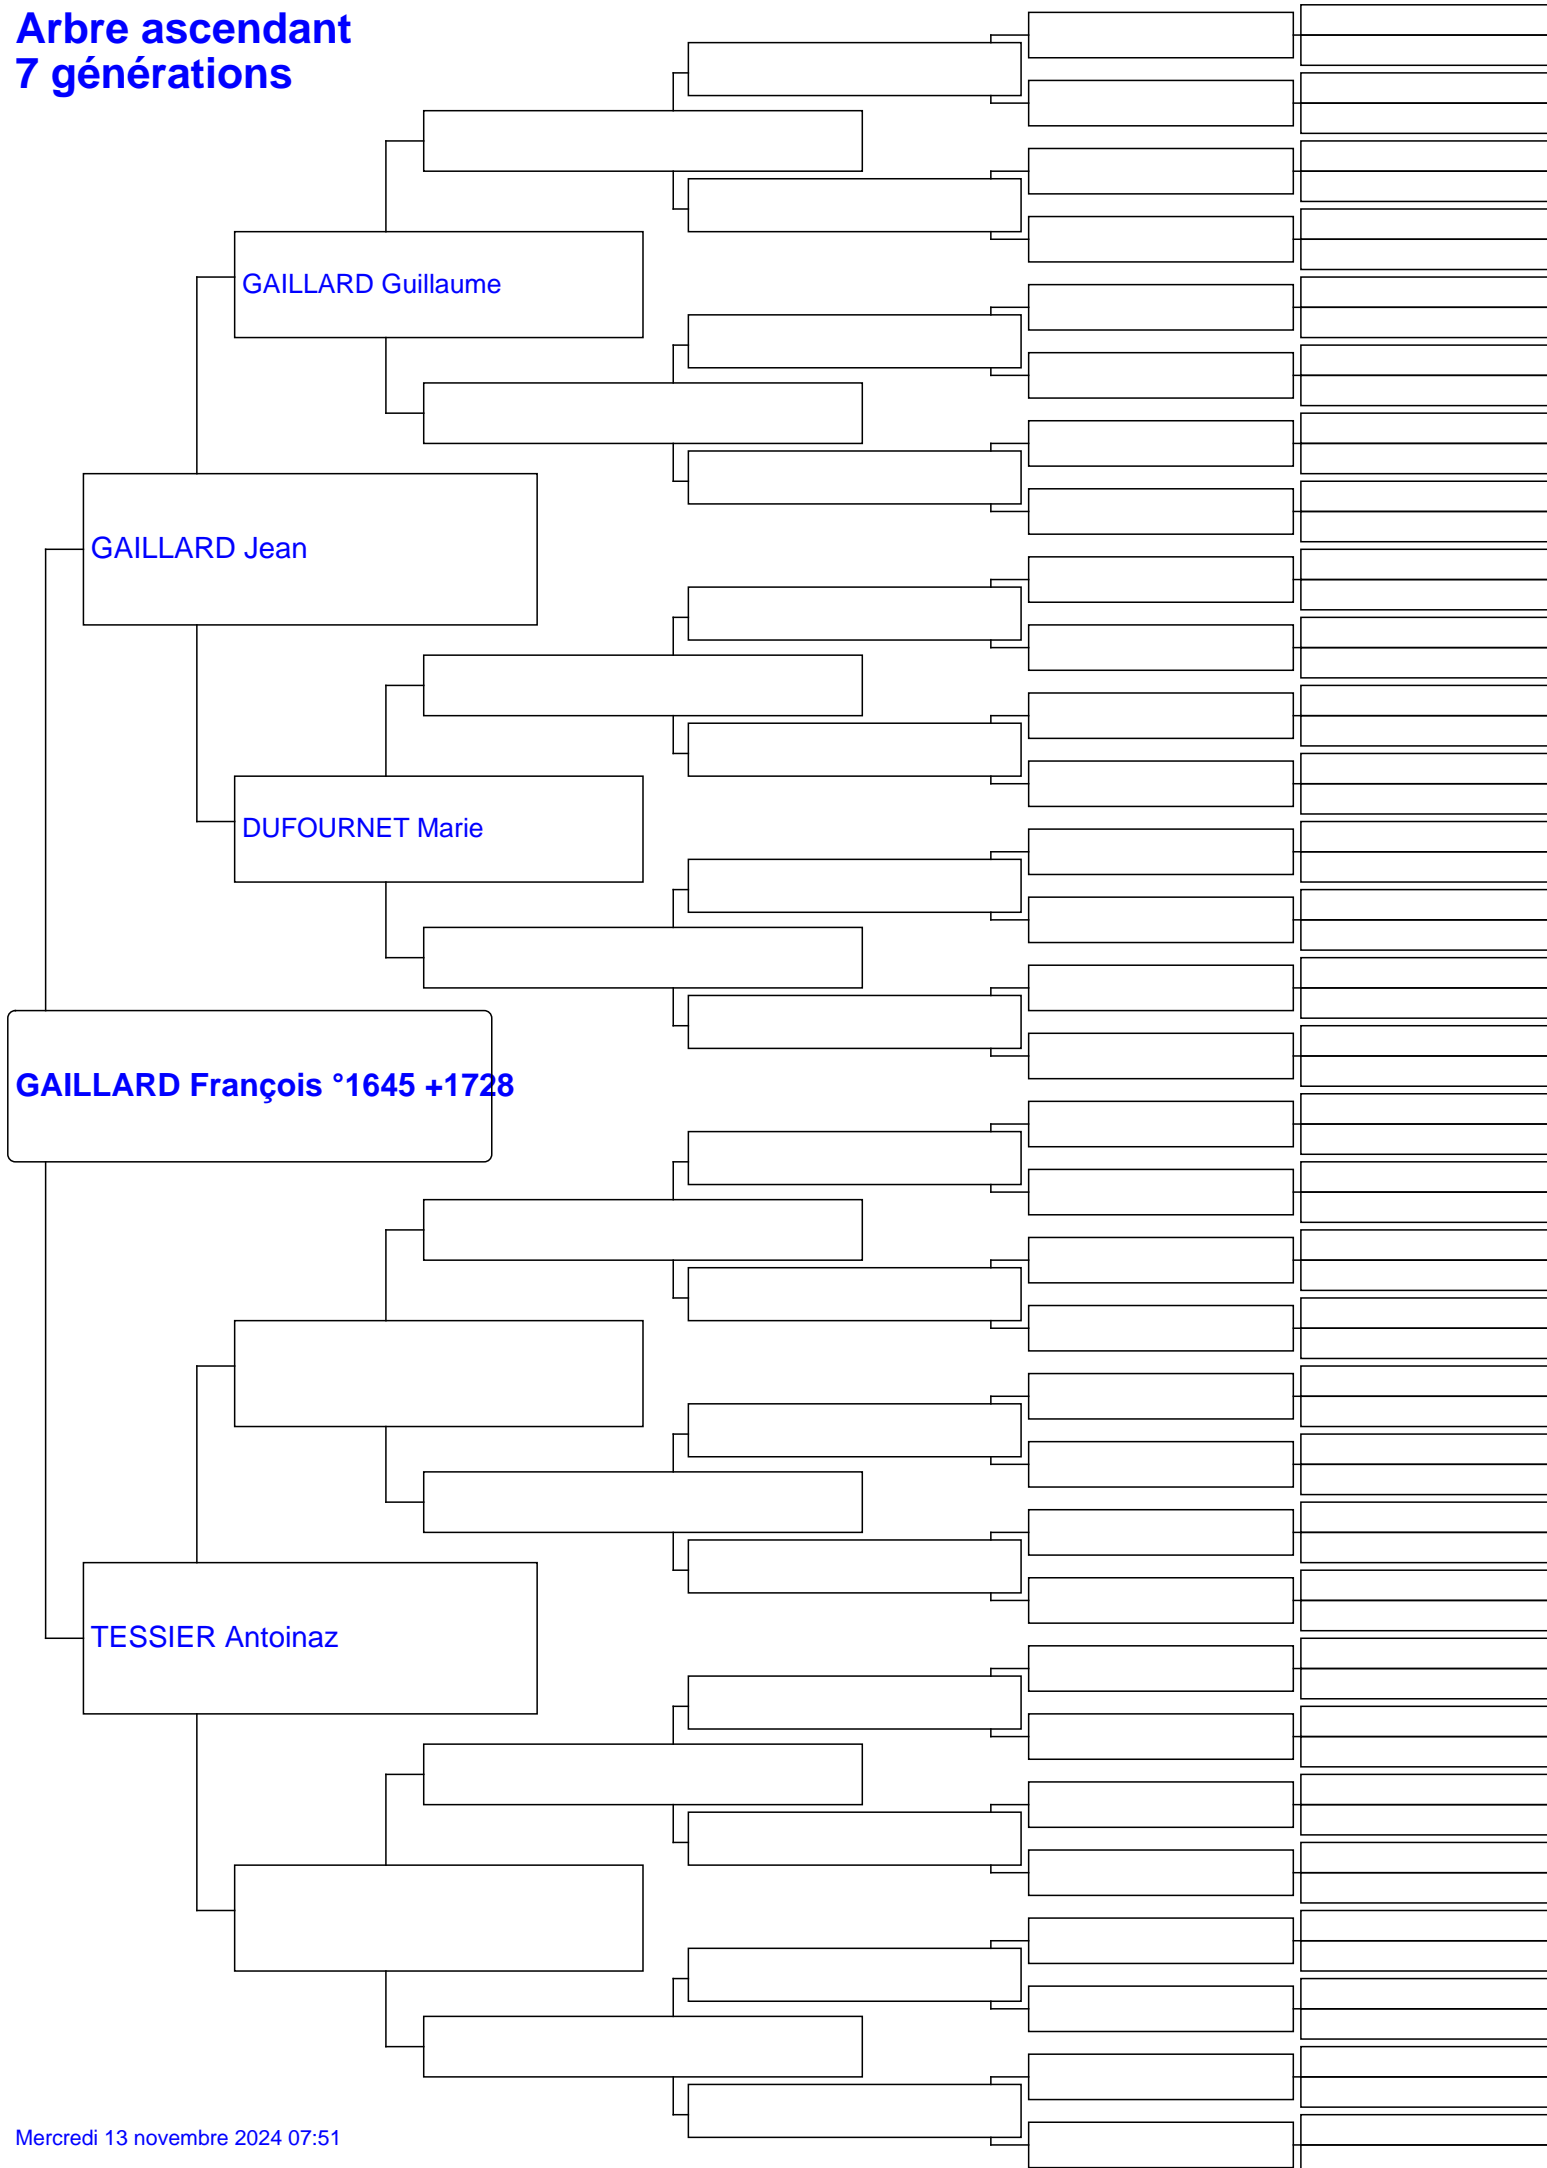 Arbre ascendant
7 générations
GAILLARD Guillaume
GAILLARD Jean
DUFOURNET Marie
GAILLARD François °1645 +1728
TESSIER Antoinaz
Mercredi 13 novembre 2024 07:51